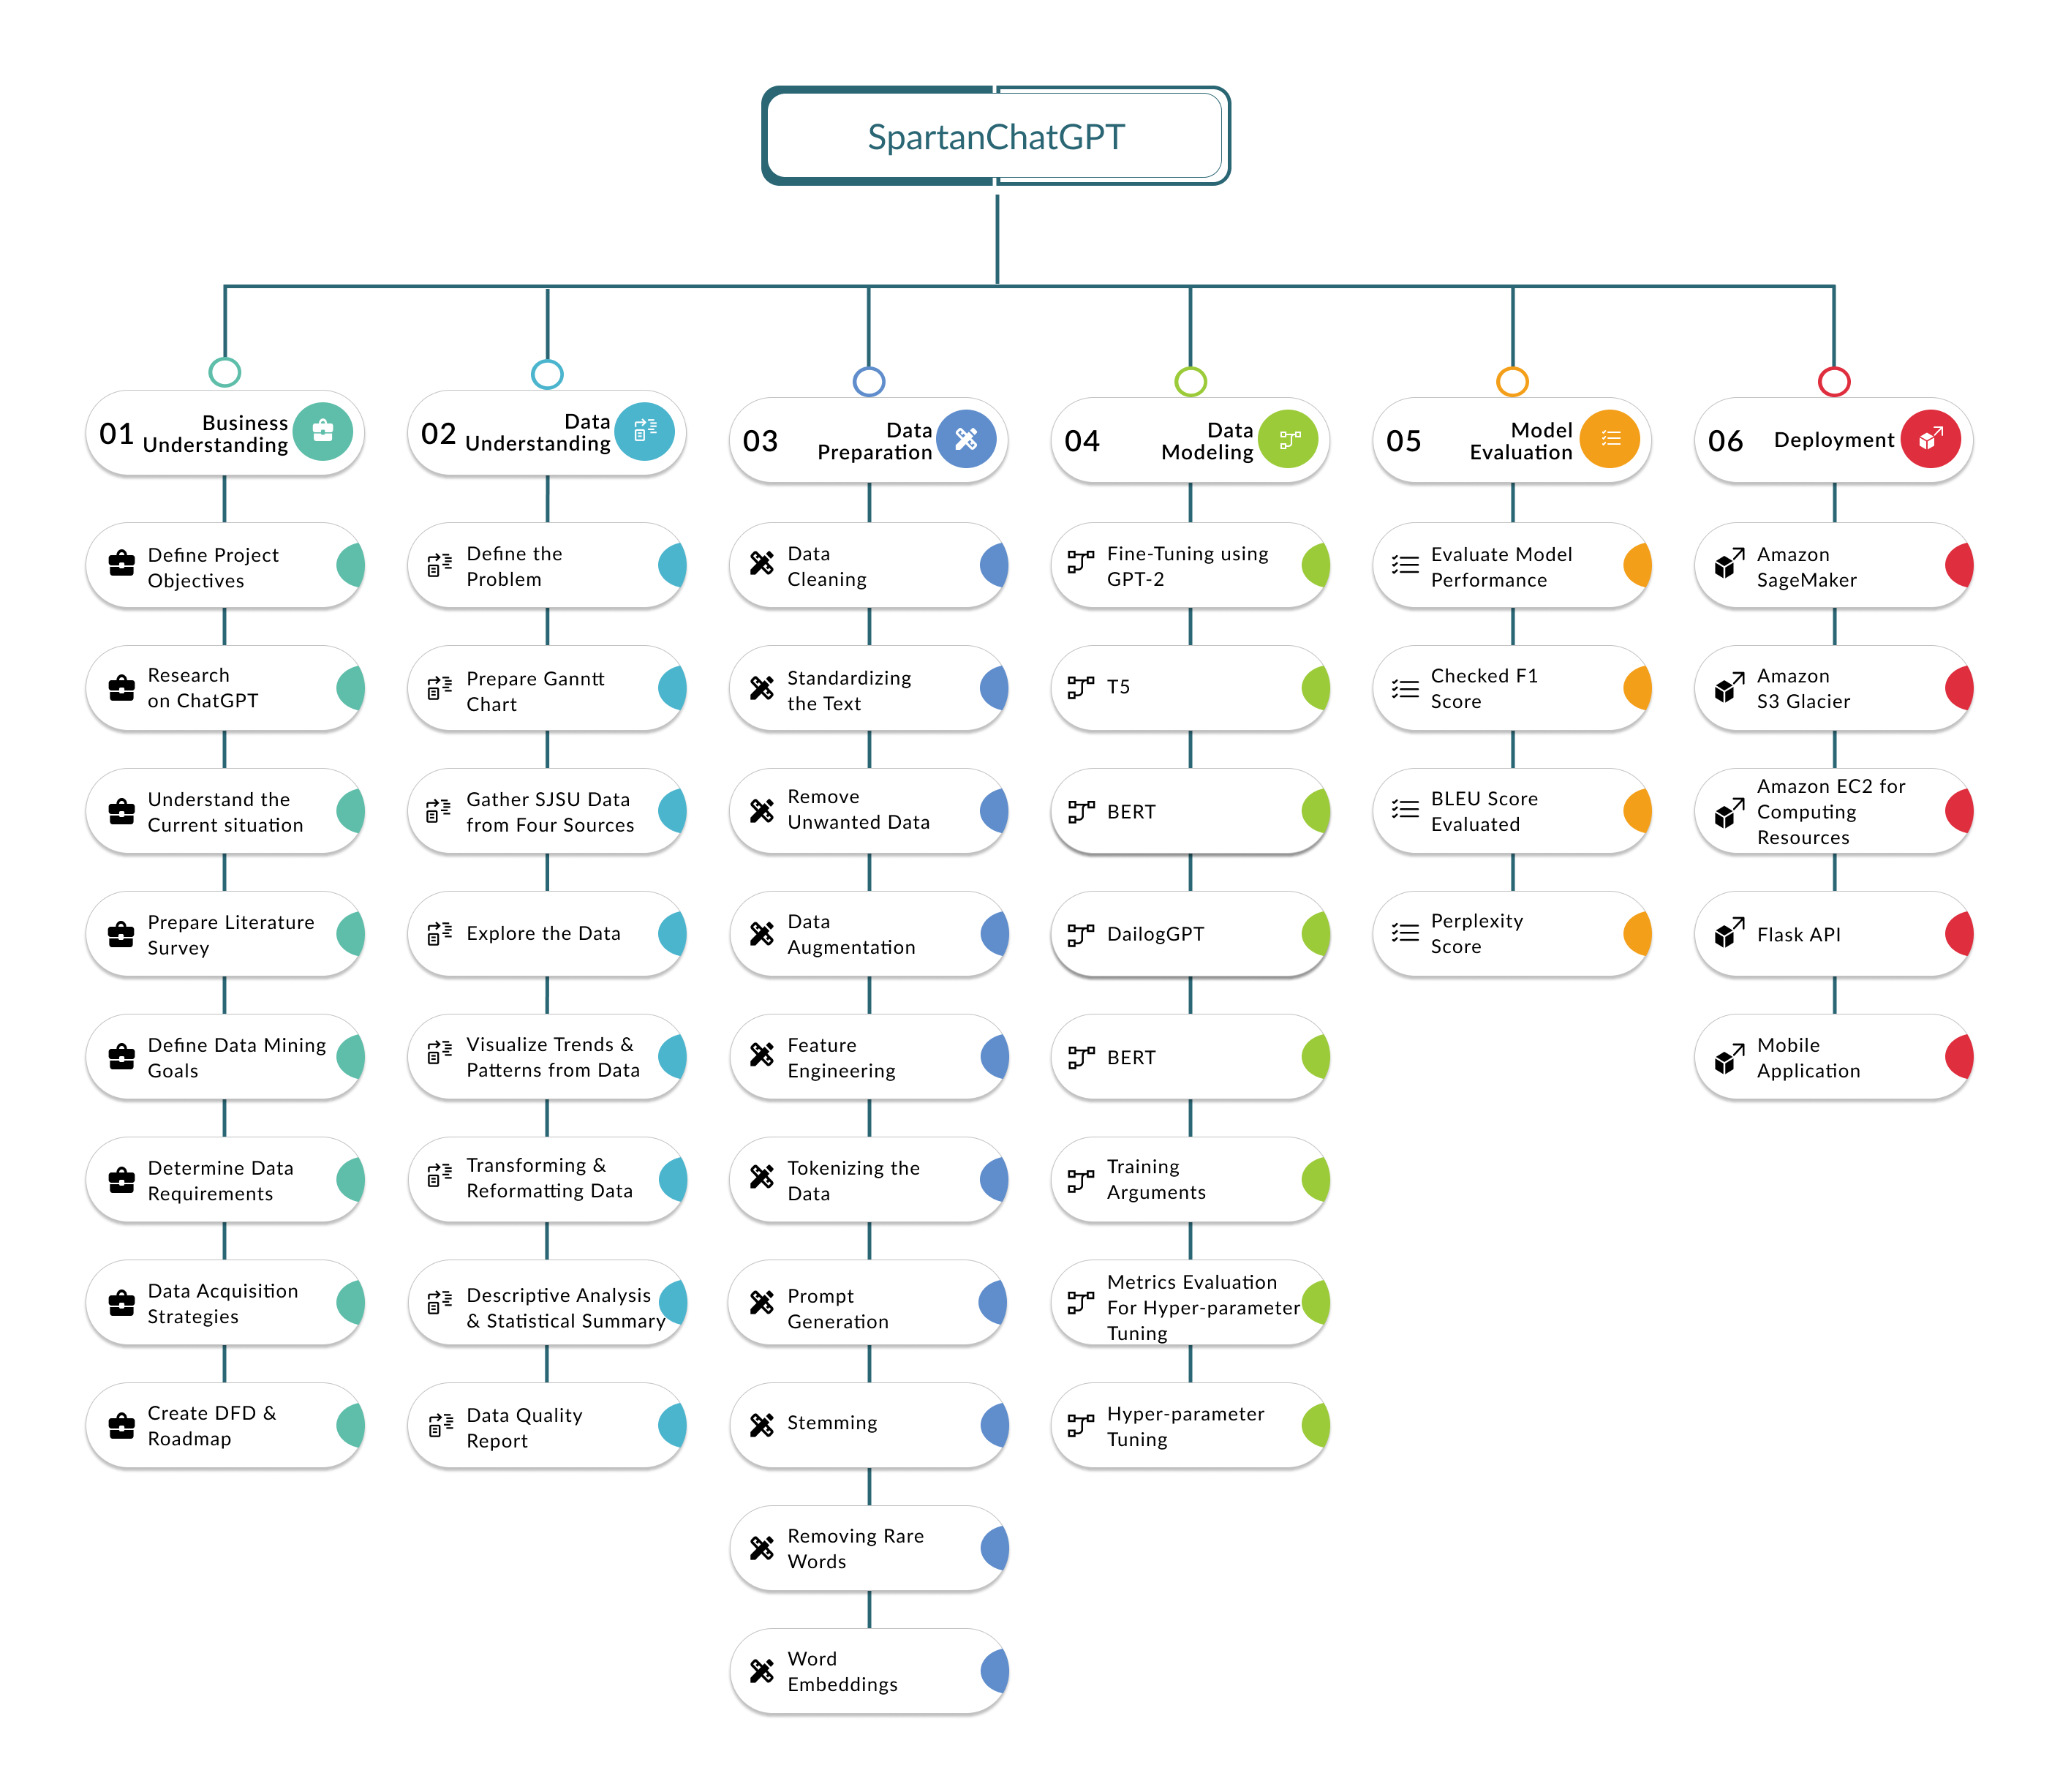 SpartanChatGPT
01
Business
Understanding
Define Project
Objectives
Research
on ChatGPT
Understand the
Current situation
Prepare Literature
Survey
Define Data Mining
Goals
Determine Data
Requirements
Data Acquisition
Strategies
Create DFD &
Roadmap
02
Data
Understanding
Define the
Problem
Prepare Ganntt
Chart
Gather SJSU Data
from Four Sources
Explore the Data
Visualize Trends &
Patterns from Data
Transforming &
Reformatting Data
Descriptive Analysis
& Statistical Summary
Data Quality
Report
03
Data
Preparation
Data
Cleaning
Standardizing
the Text
Remove
Unwanted Data
Data
Augmentation
Feature
Engineering
Tokenizing the
Data
Prompt
Generation
Stemming
Removing Rare
Words
Word
Embeddings
04
Data
Modeling
Fine-Tuning using
GPT-2
T5
BERT
DailogGPT
BERT
Training
Arguments
Metrics Evaluation
For Hyper-parameter
Tuning
Hyper-parameter
Tuning
05
Model
Evaluation
Evaluate Model
Performance
Checked F1
Score
BLEU Score
Evaluated
Perplexity
Score
06
Deployment
Amazon
SageMaker
Amazon
S3 Glacier
Amazon EC2 for
Computing
Resources
Flask API
Mobile
Application